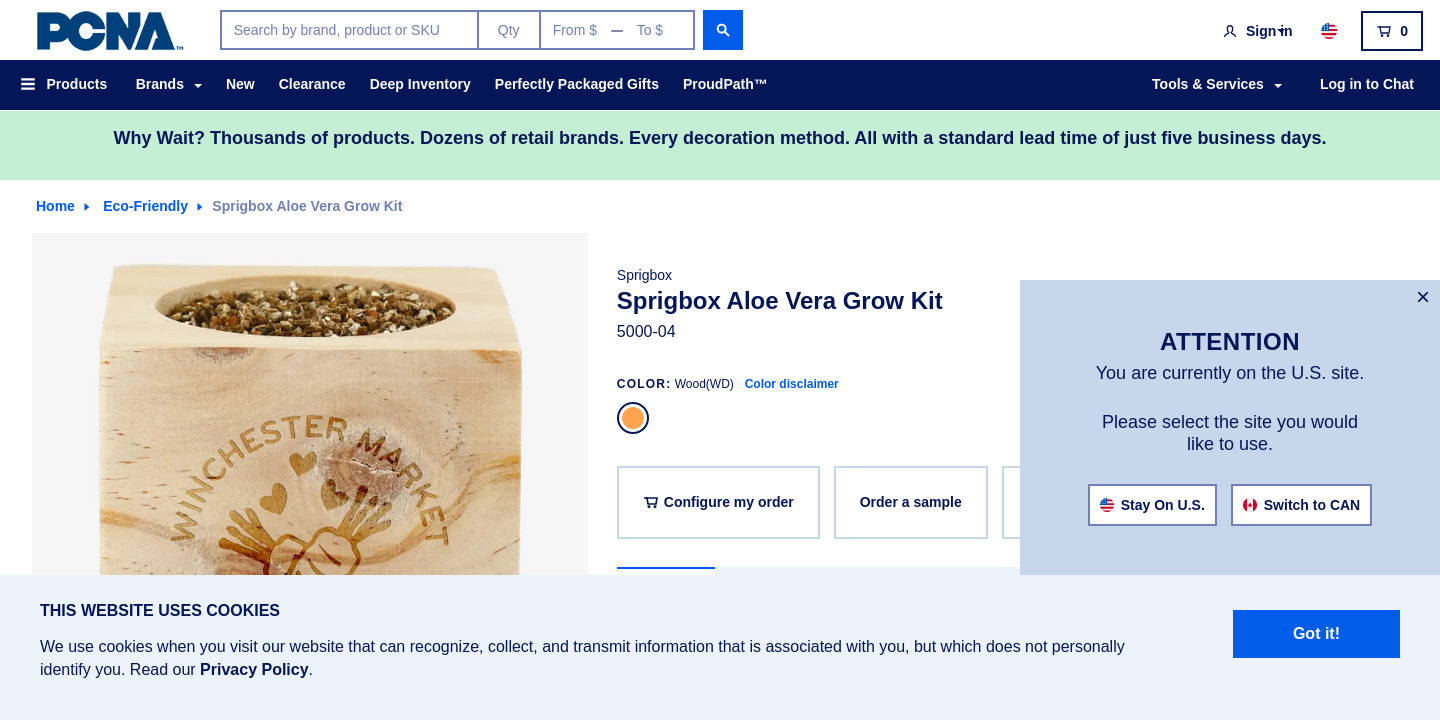 PCNA™
Search by brand, product or SKU
Qty
From $ — To $
Sign in
0
Products
Brands
New
Clearance
Deep Inventory
Perfectly Packaged Gifts
ProudPath™
Tools & Services
Log in to Chat
Why Wait? Thousands of products. Dozens of retail brands. Every decoration method. All with a standard lead time of just five business days.
Home
Eco-Friendly
Sprigbox Aloe Vera Grow Kit
WINCHESTER MARKET
Sprigbox
Sprigbox Aloe Vera Grow Kit
5000-04
COLOR: Wood(WD) Color disclaimer
Configure my order
Order a sample
×
ATTENTION
You are currently on the U.S. site.
Please select the site you would
like to use.
Stay On U.S.
Switch to CAN
THIS WEBSITE USES COOKIES
We use cookies when you visit our website that can recognize, collect, and transmit information that is associated with you, but which does not personally
identify you. Read our Privacy Policy.
Got it!